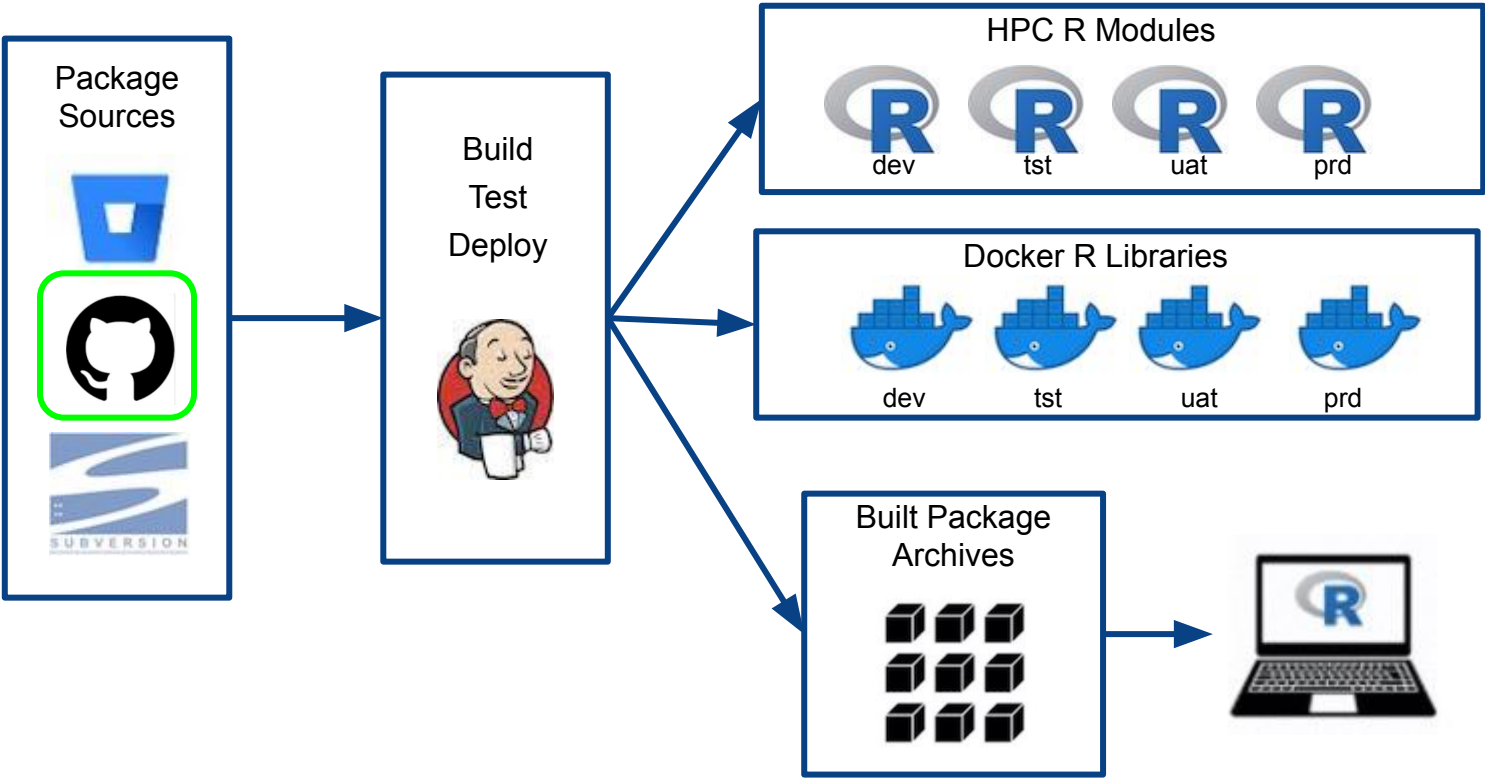 Package
Sources
SUBVERSION
Build
Test
Deploy
HPC R Modules
R R R R
dev tst uat prd
Docker R Libraries
dev tst uat prd
Built Package
Archives
R